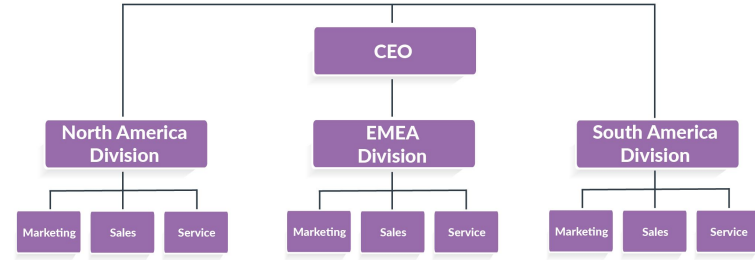 CEO
North America
Division
EMEA
Division
South America
Division
Marketing
Sales
Service
Marketing
Sales
Service
Marketing
Sales
Service